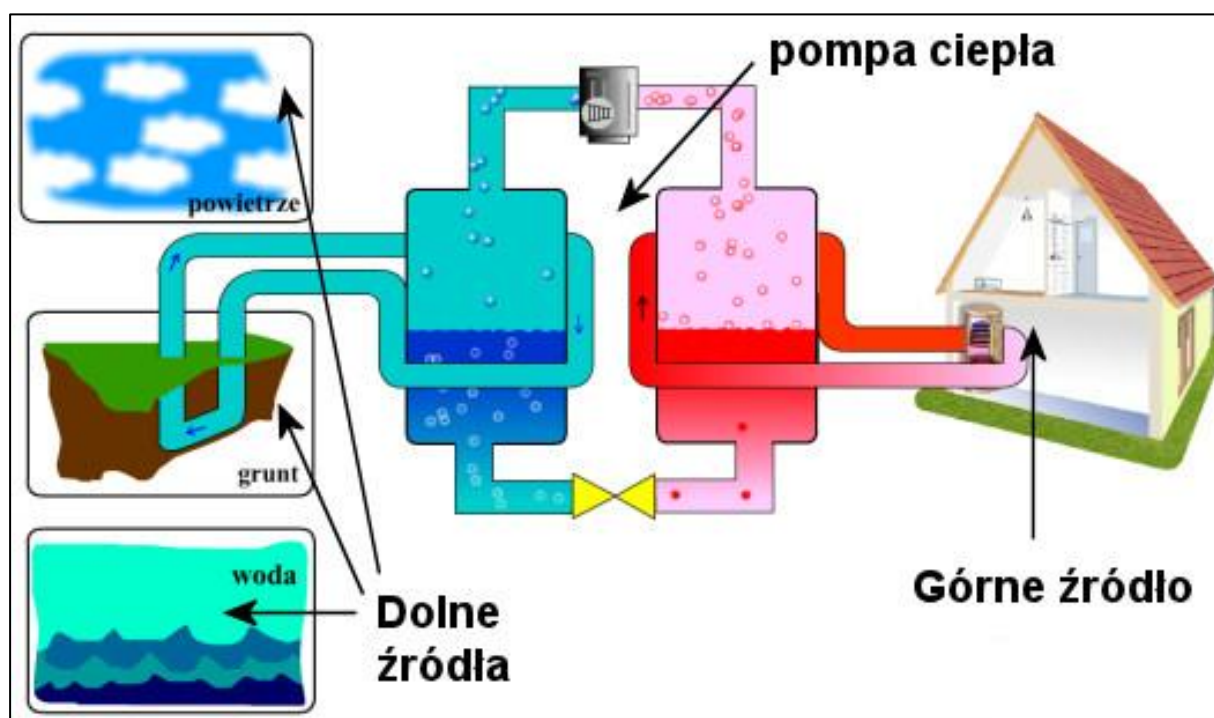 pompa ciepła
powietrze
grunt
woda
Dolne
źródła
Górne źródło